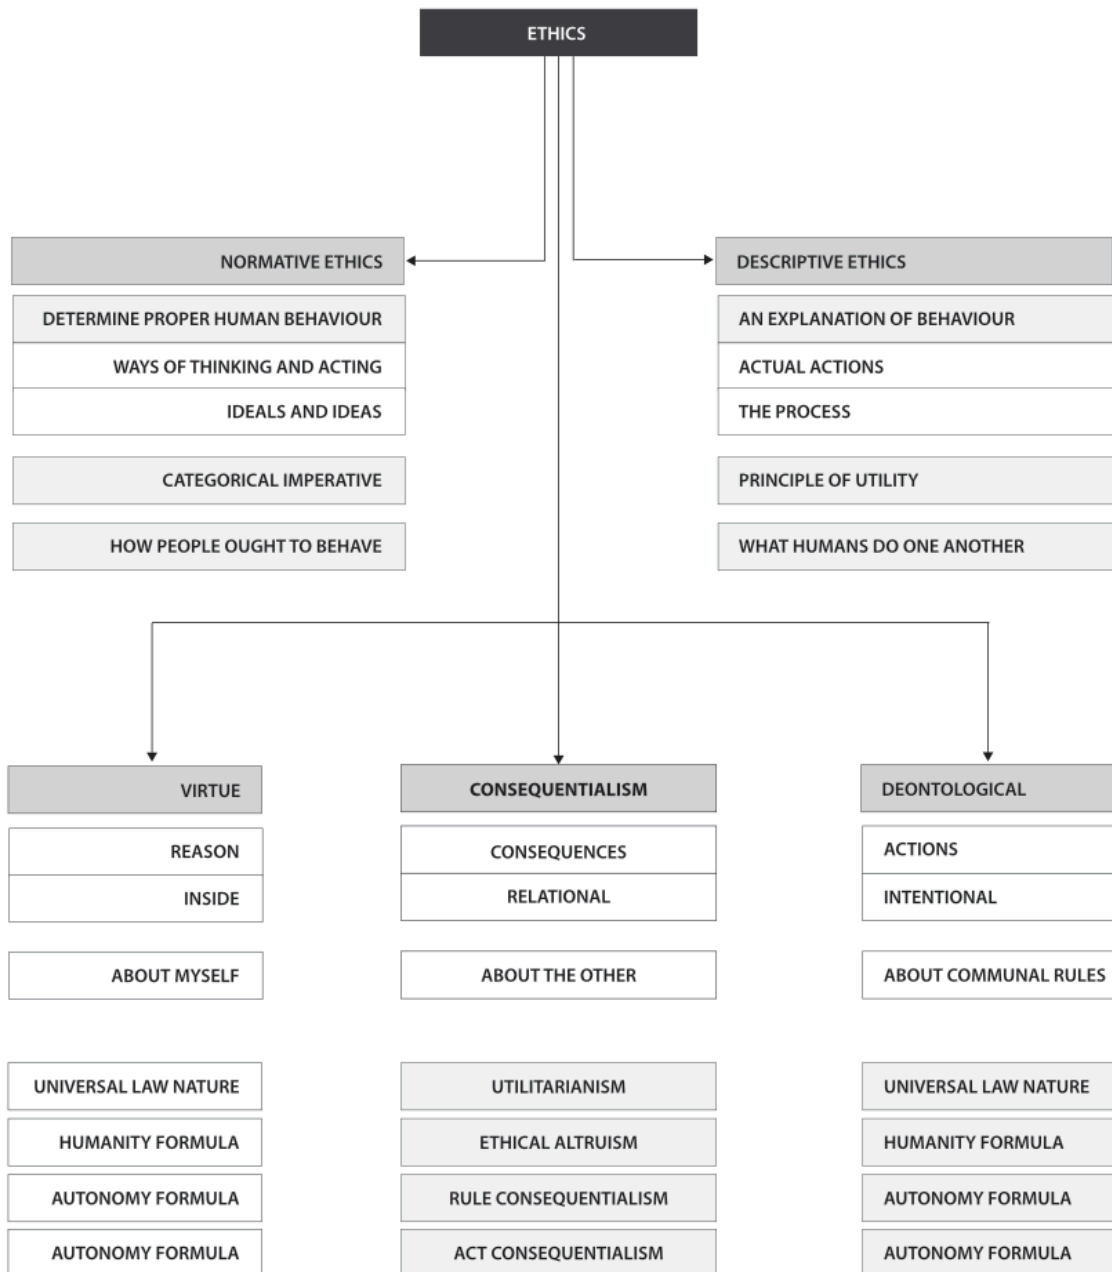 ETHICS
NORMATIVE ETHICS
DETERMINE PROPER HUMAN BEHAVIOUR
WAYS OF THINKING AND ACTING
IDEALS AND IDEAS
CATEGORICAL IMPERATIVE
HOW PEOPLE OUGHT TO BEHAVE
DESCRIPTIVE ETHICS
AN EXPLANATION OF BEHAVIOUR
ACTUAL ACTIONS
THE PROCESS
PRINCIPLE OF UTILITY
WHAT HUMANS DO ONE ANOTHER
VIRTUE
REASON
INSIDE
ABOUT MYSELF
UNIVERSAL LAW NATURE
HUMANITY FORMULA
AUTONOMY FORMULA
AUTONOMY FORMULA
CONSEQUENTIALISM
CONSEQUENCES
RELATIONAL
ABOUT THE OTHER
UTILITARIANISM
ETHICAL ALTRUISM
RULE CONSEQUENTIALISM
ACT CONSEQUENTIALISM
DEONTOLOGICAL
ACTIONS
INTENTIONAL
ABOUT COMMUNAL RULES
UNIVERSAL LAW NATURE
HUMANITY FORMULA
AUTONOMY FORMULA
AUTONOMY FORMULA